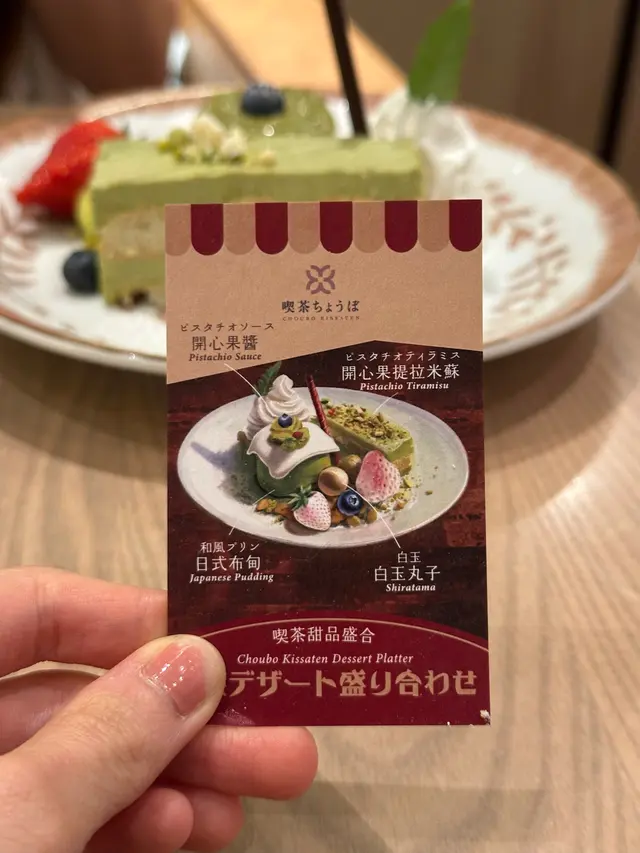 喫茶ちょうぼ
CHOUBO KISSATEN
ピスタチオソース
開心果醬
Pistachio Sauce
ピスタチオティラミス
開心果提拉米蘇
Pistachio Tiramisu
和風プリン
日式布甸
Japanese Pudding
白玉
白玉丸子
Shiratama
喫茶甜品盛合
Choubo Kissaten Dessert Platter
デザート盛り合わせ